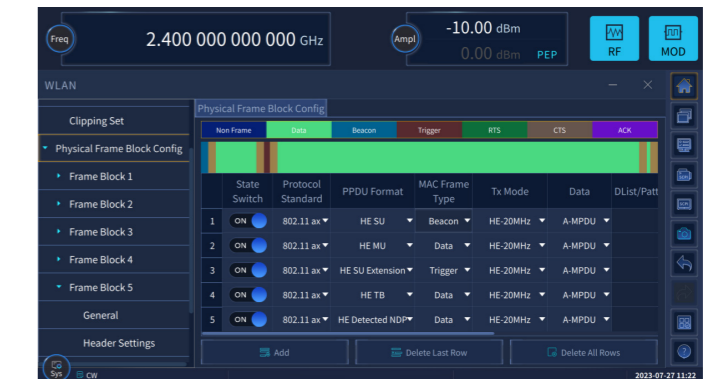 Freq
2.400 000 000 000 GHz
Ampl
-10.00 dBm
0.00 dBm PEP
RF
MOD
WLAN
Clipping Set
Physical Frame Block Config
Frame Block 1
Frame Block 2
Frame Block 3
Frame Block 4
Frame Block 5
General
Header Settings
Physical Frame Block Config
Non Frame Data Beacon Trigger RTS CTS ACK
State Switch Protocol Standard PPDU Format MAC Frame Type Tx Mode Data DList/Patt
1 ON 802.11 ax HE SU Beacon HE-20MHz A-MPDU
2 ON 802.11 ax HE MU Data HE-20MHz A-MPDU
3 ON 802.11 ax HE SU Extension Trigger HE-20MHz A-MPDU
4 ON 802.11 ax HE TB Data HE-20MHz A-MPDU
5 ON 802.11 ax HE Detected NDP Data HE-20MHz A-MPDU
Add Delete Last Row Delete All Rows
Sys CW
2023-07-27 11:22